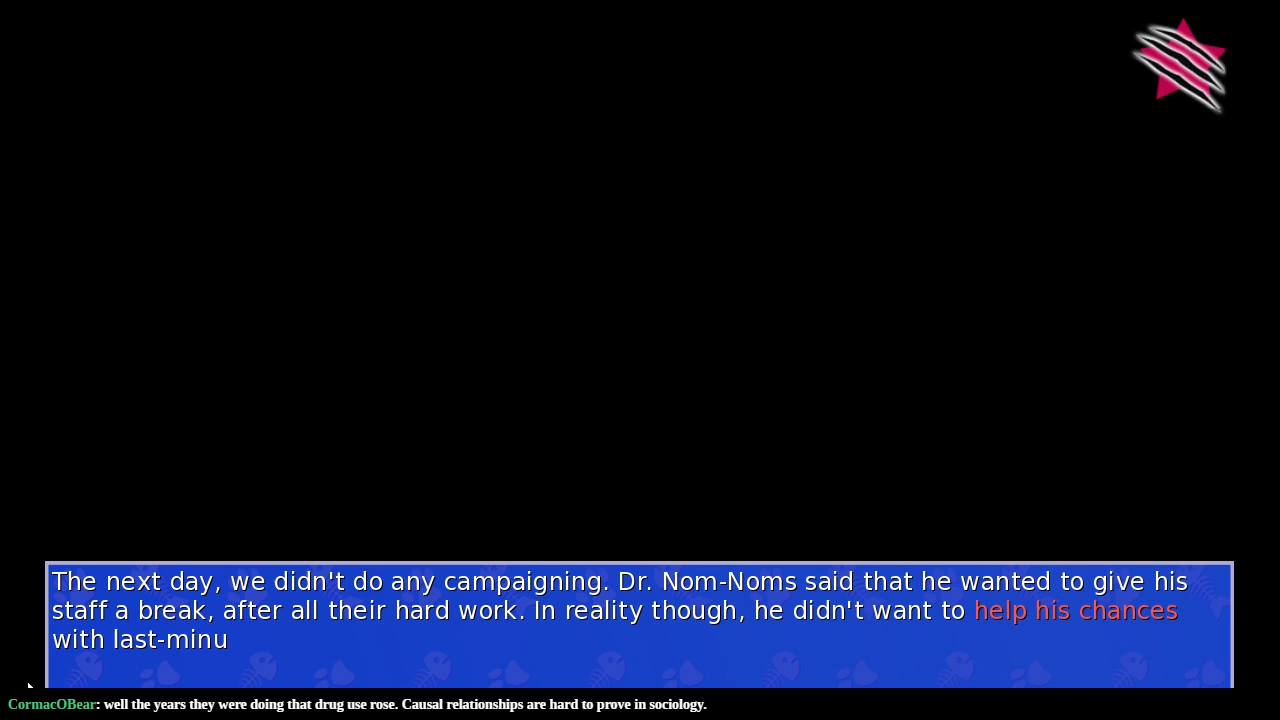 The next day, we didn't do any campaigning. Dr. Nom-Noms said that he wanted to give his
staff a break, after all their hard work. In reality though, he didn't want to help his chances
with last-minu
CormacOBear: well the years they were doing that drug use rose. Causal relationships are hard to prove in sociology.